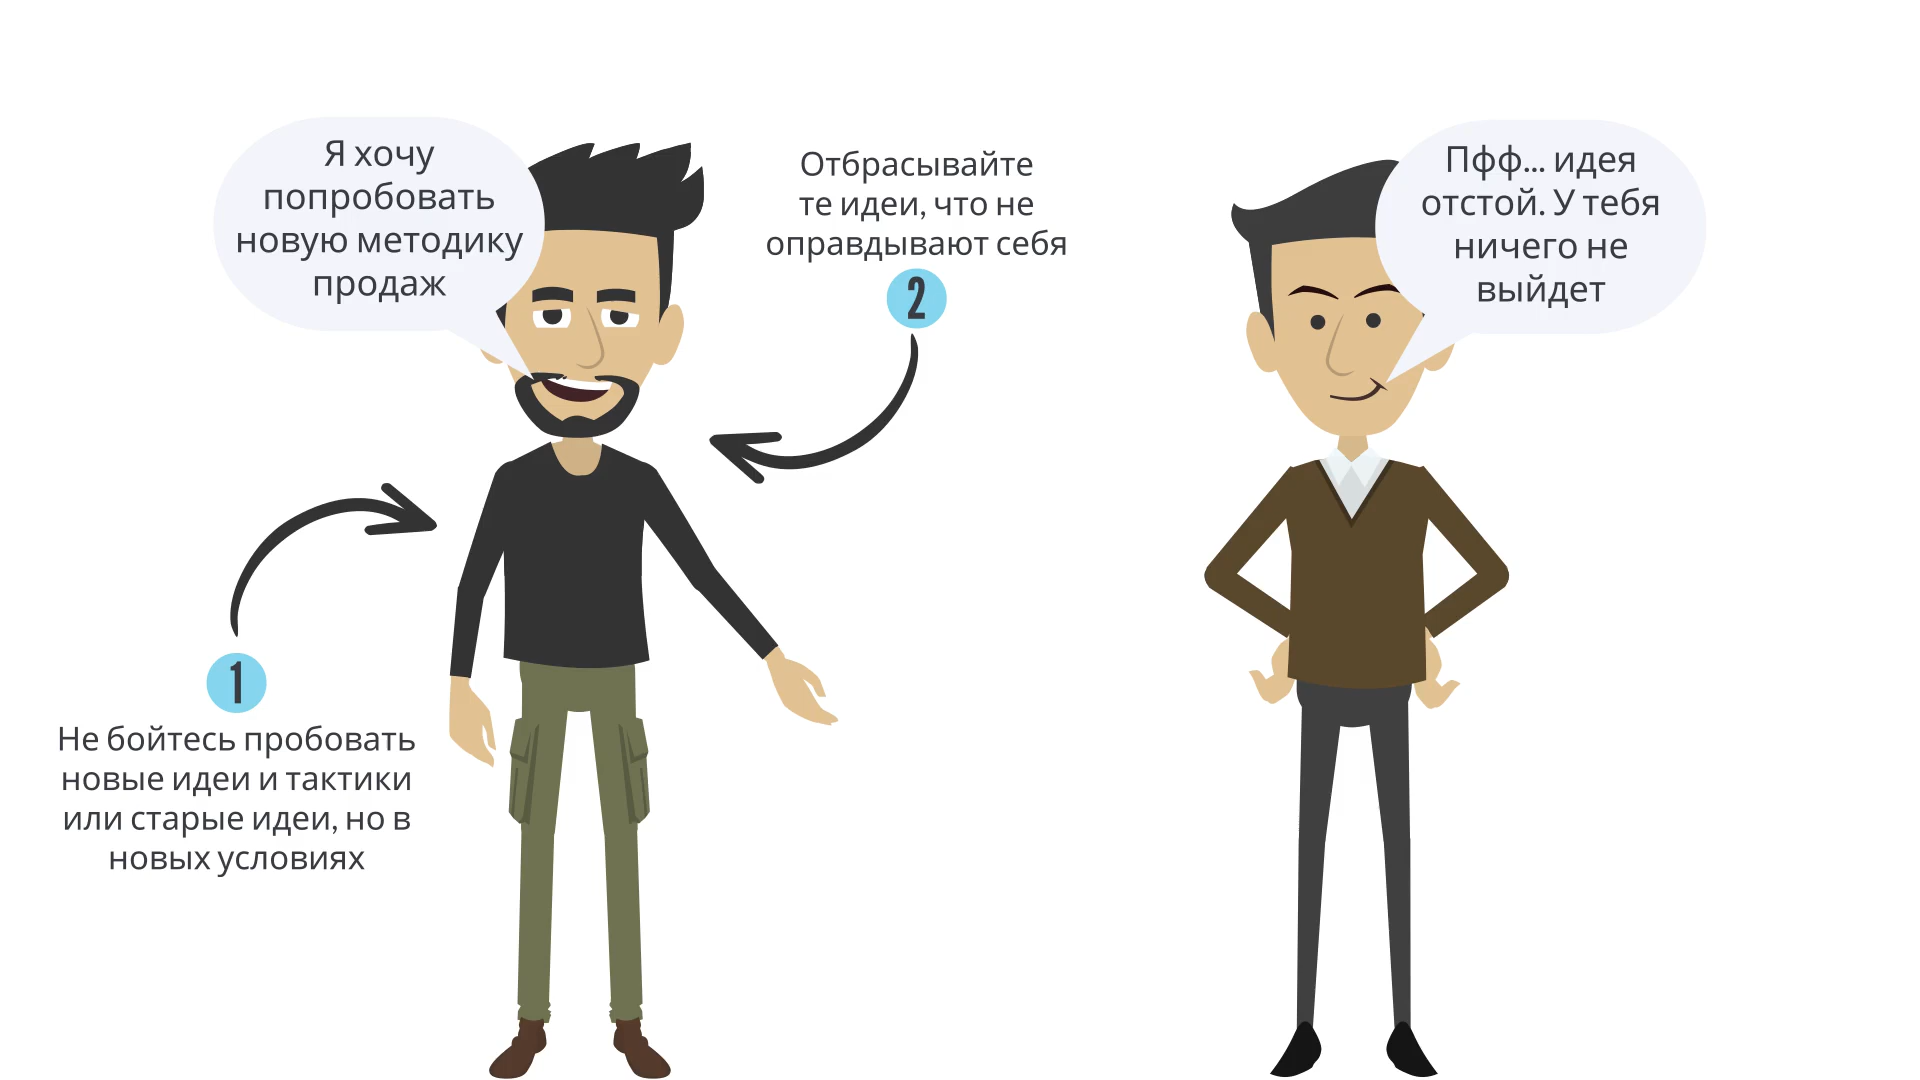 Я хочу
попробовать
новую методику
продаж
Отбрасывайте
те идеи, что не
оправдывают себя
2
Пфф... идея
отстой. У тебя
ничего не
выйдет
1
Не бойтесь пробовать
новые идеи и тактики
или старые идеи, но в
новых условиях